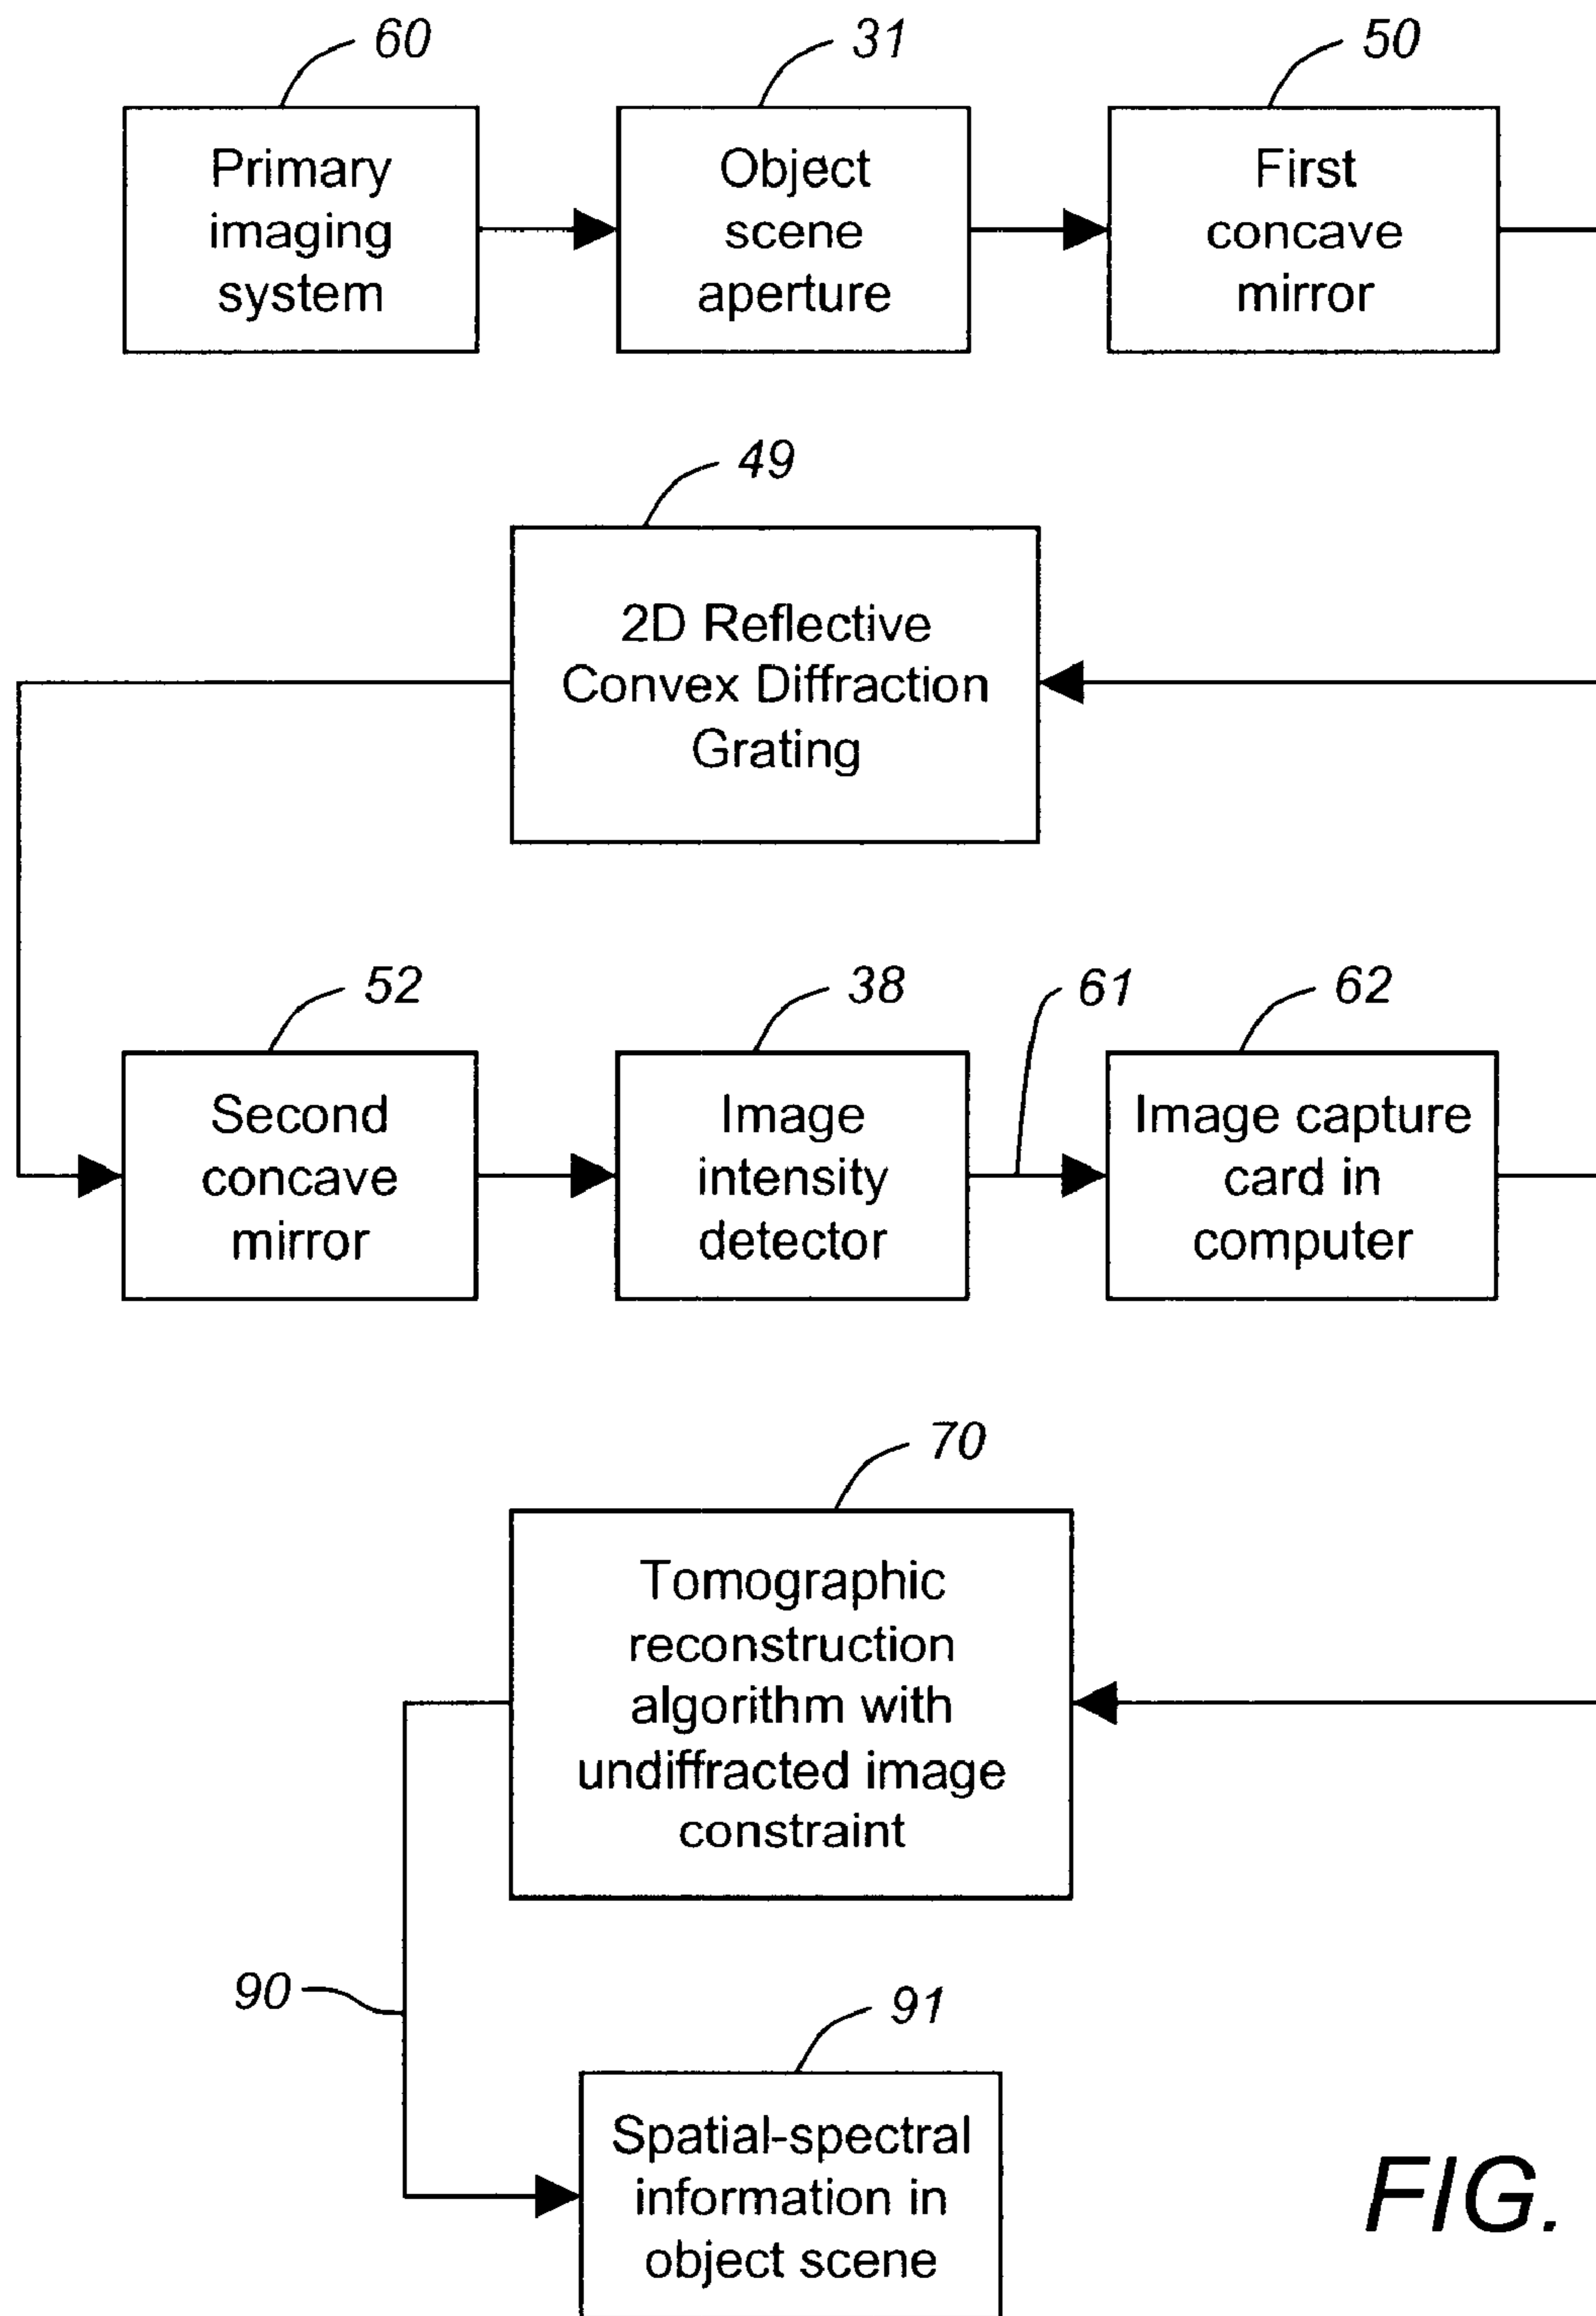 60
31
50
Primary
imaging
system
Object
scene
aperture
First
concave
mirror
49
2D Reflective
Convex Diffraction
Grating
52
38
61
62
Second
concave
mirror
Image
intensity
detector
Image capture
card in
computer
70
Tomographic
reconstruction
algorithm with
undiffracted image
constraint
90
91
Spatial-spectral
information in
object scene
FIG.